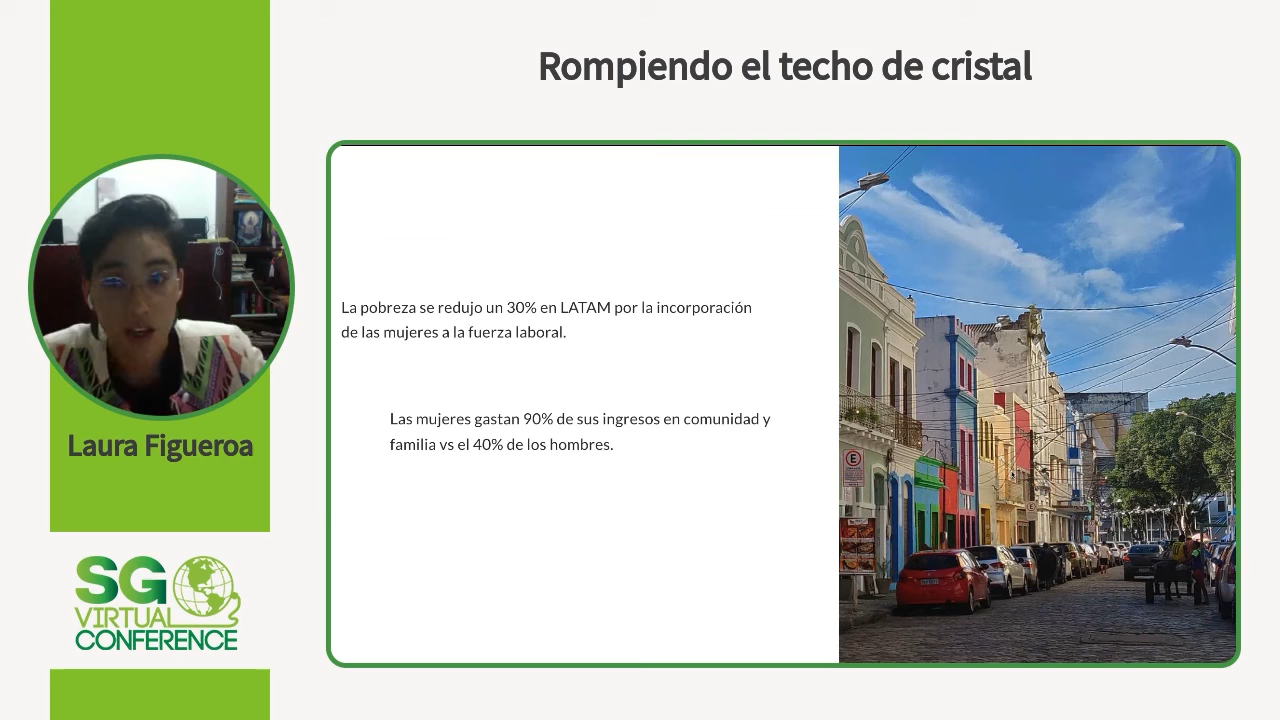 Rompiendo el techo de cristal
La pobreza se redujo un 30% en LATAM por la incorporación
de las mujeres a la fuerza laboral.
Las mujeres gastan 90% de sus ingresos en comunidad y
familia vs el 40% de los hombres.
Laura Figueroa
SG
VIRTUAL
CONFERENCE
E
E